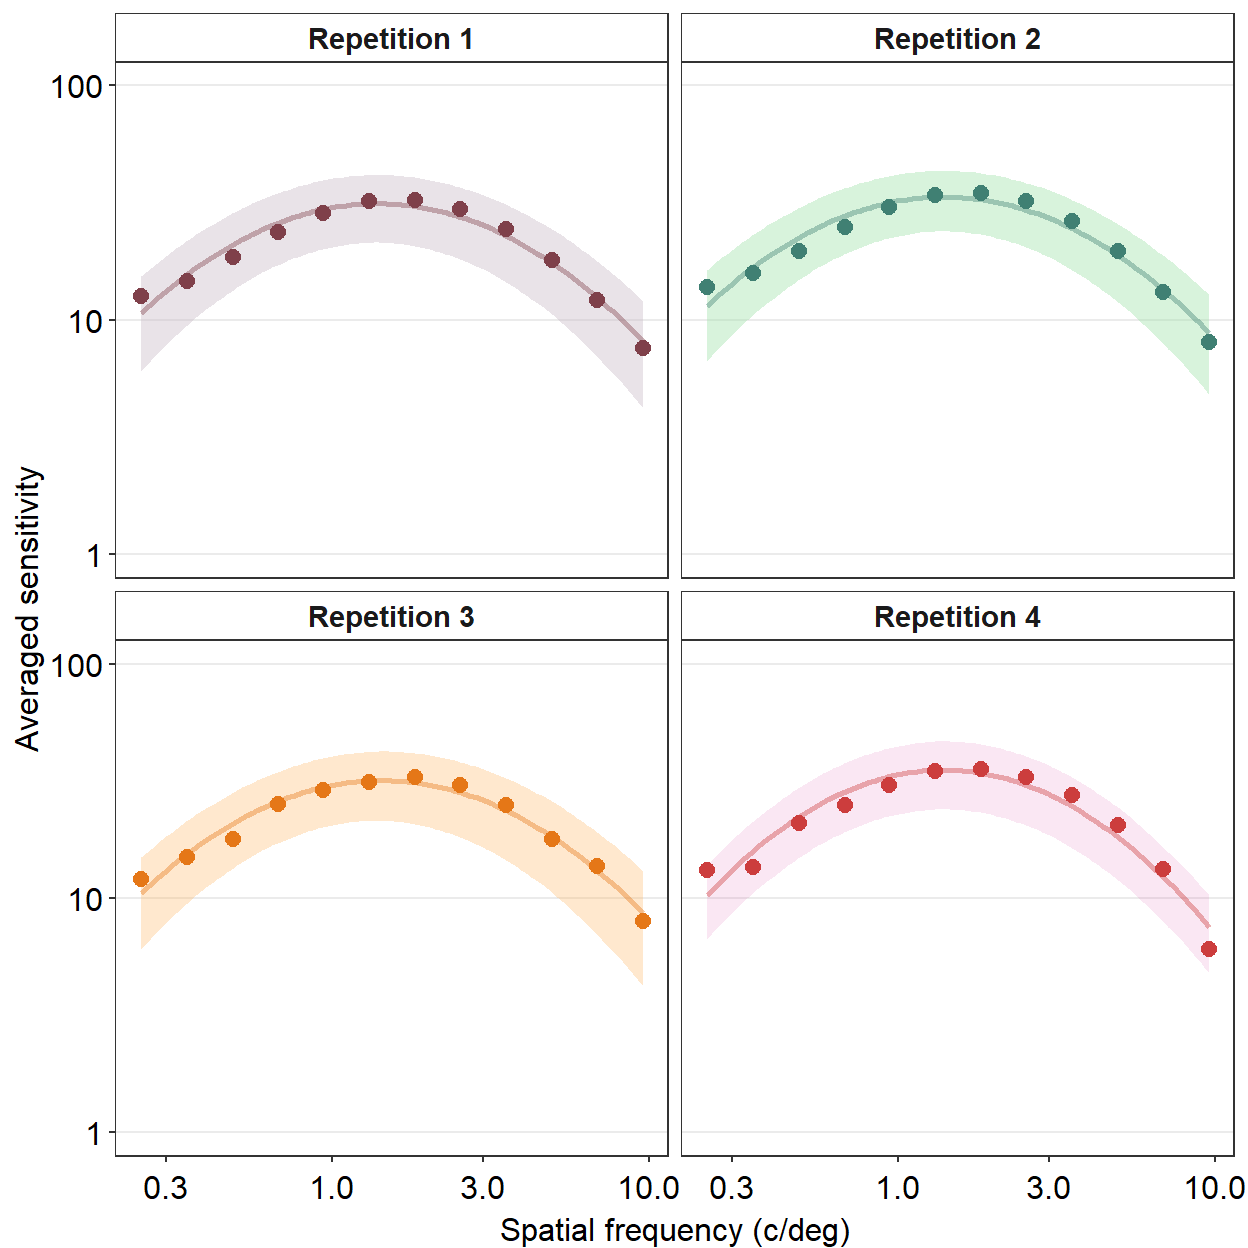 Repetition 1
Repetition 2
100
10
1
Averaged sensitivity
Repetition 3
Repetition 4
100
10
1
0.3 1.0 3.0 10.0 0.3 1.0 3.0 10.0
Spatial frequency (c/deg)